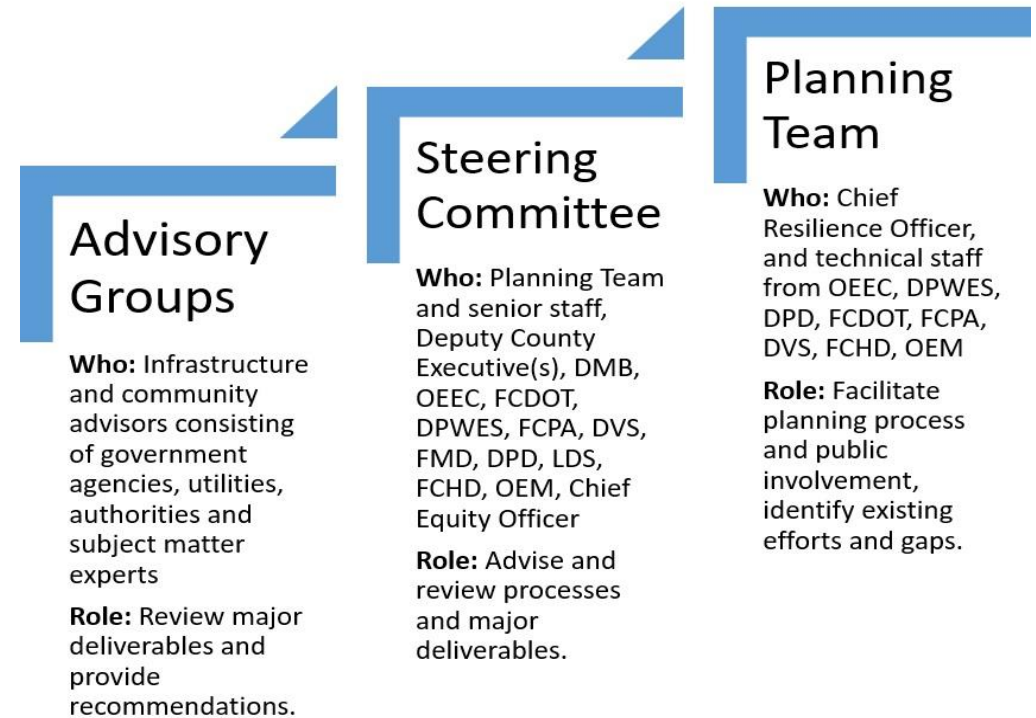 Advisory
Groups
Who: Infrastructure
and community
advisors consisting
of government
agencies, utilities,
authorities and
subject matter
experts
Role: Review major
deliverables and
provide
recommendations.
Steering
Committee
Who: Planning Team
and senior staff,
Deputy County
Executive(s), DMB,
OEEC, FCDOT,
DPWES, FCPA, DVS,
FMD, DPD, LDS,
FCHD, OEM, Chief
Equity Officer
Role: Advise and
review processes
and major
deliverables.
Planning
Team
Who: Chief
Resilience Officer,
and technical staff
from OEEC, DPWES,
DPD, FCDOT, FCPA,
DVS, FCHD, OEM
Role: Facilitate
planning process
and public
involvement,
identify existing
efforts and gaps.